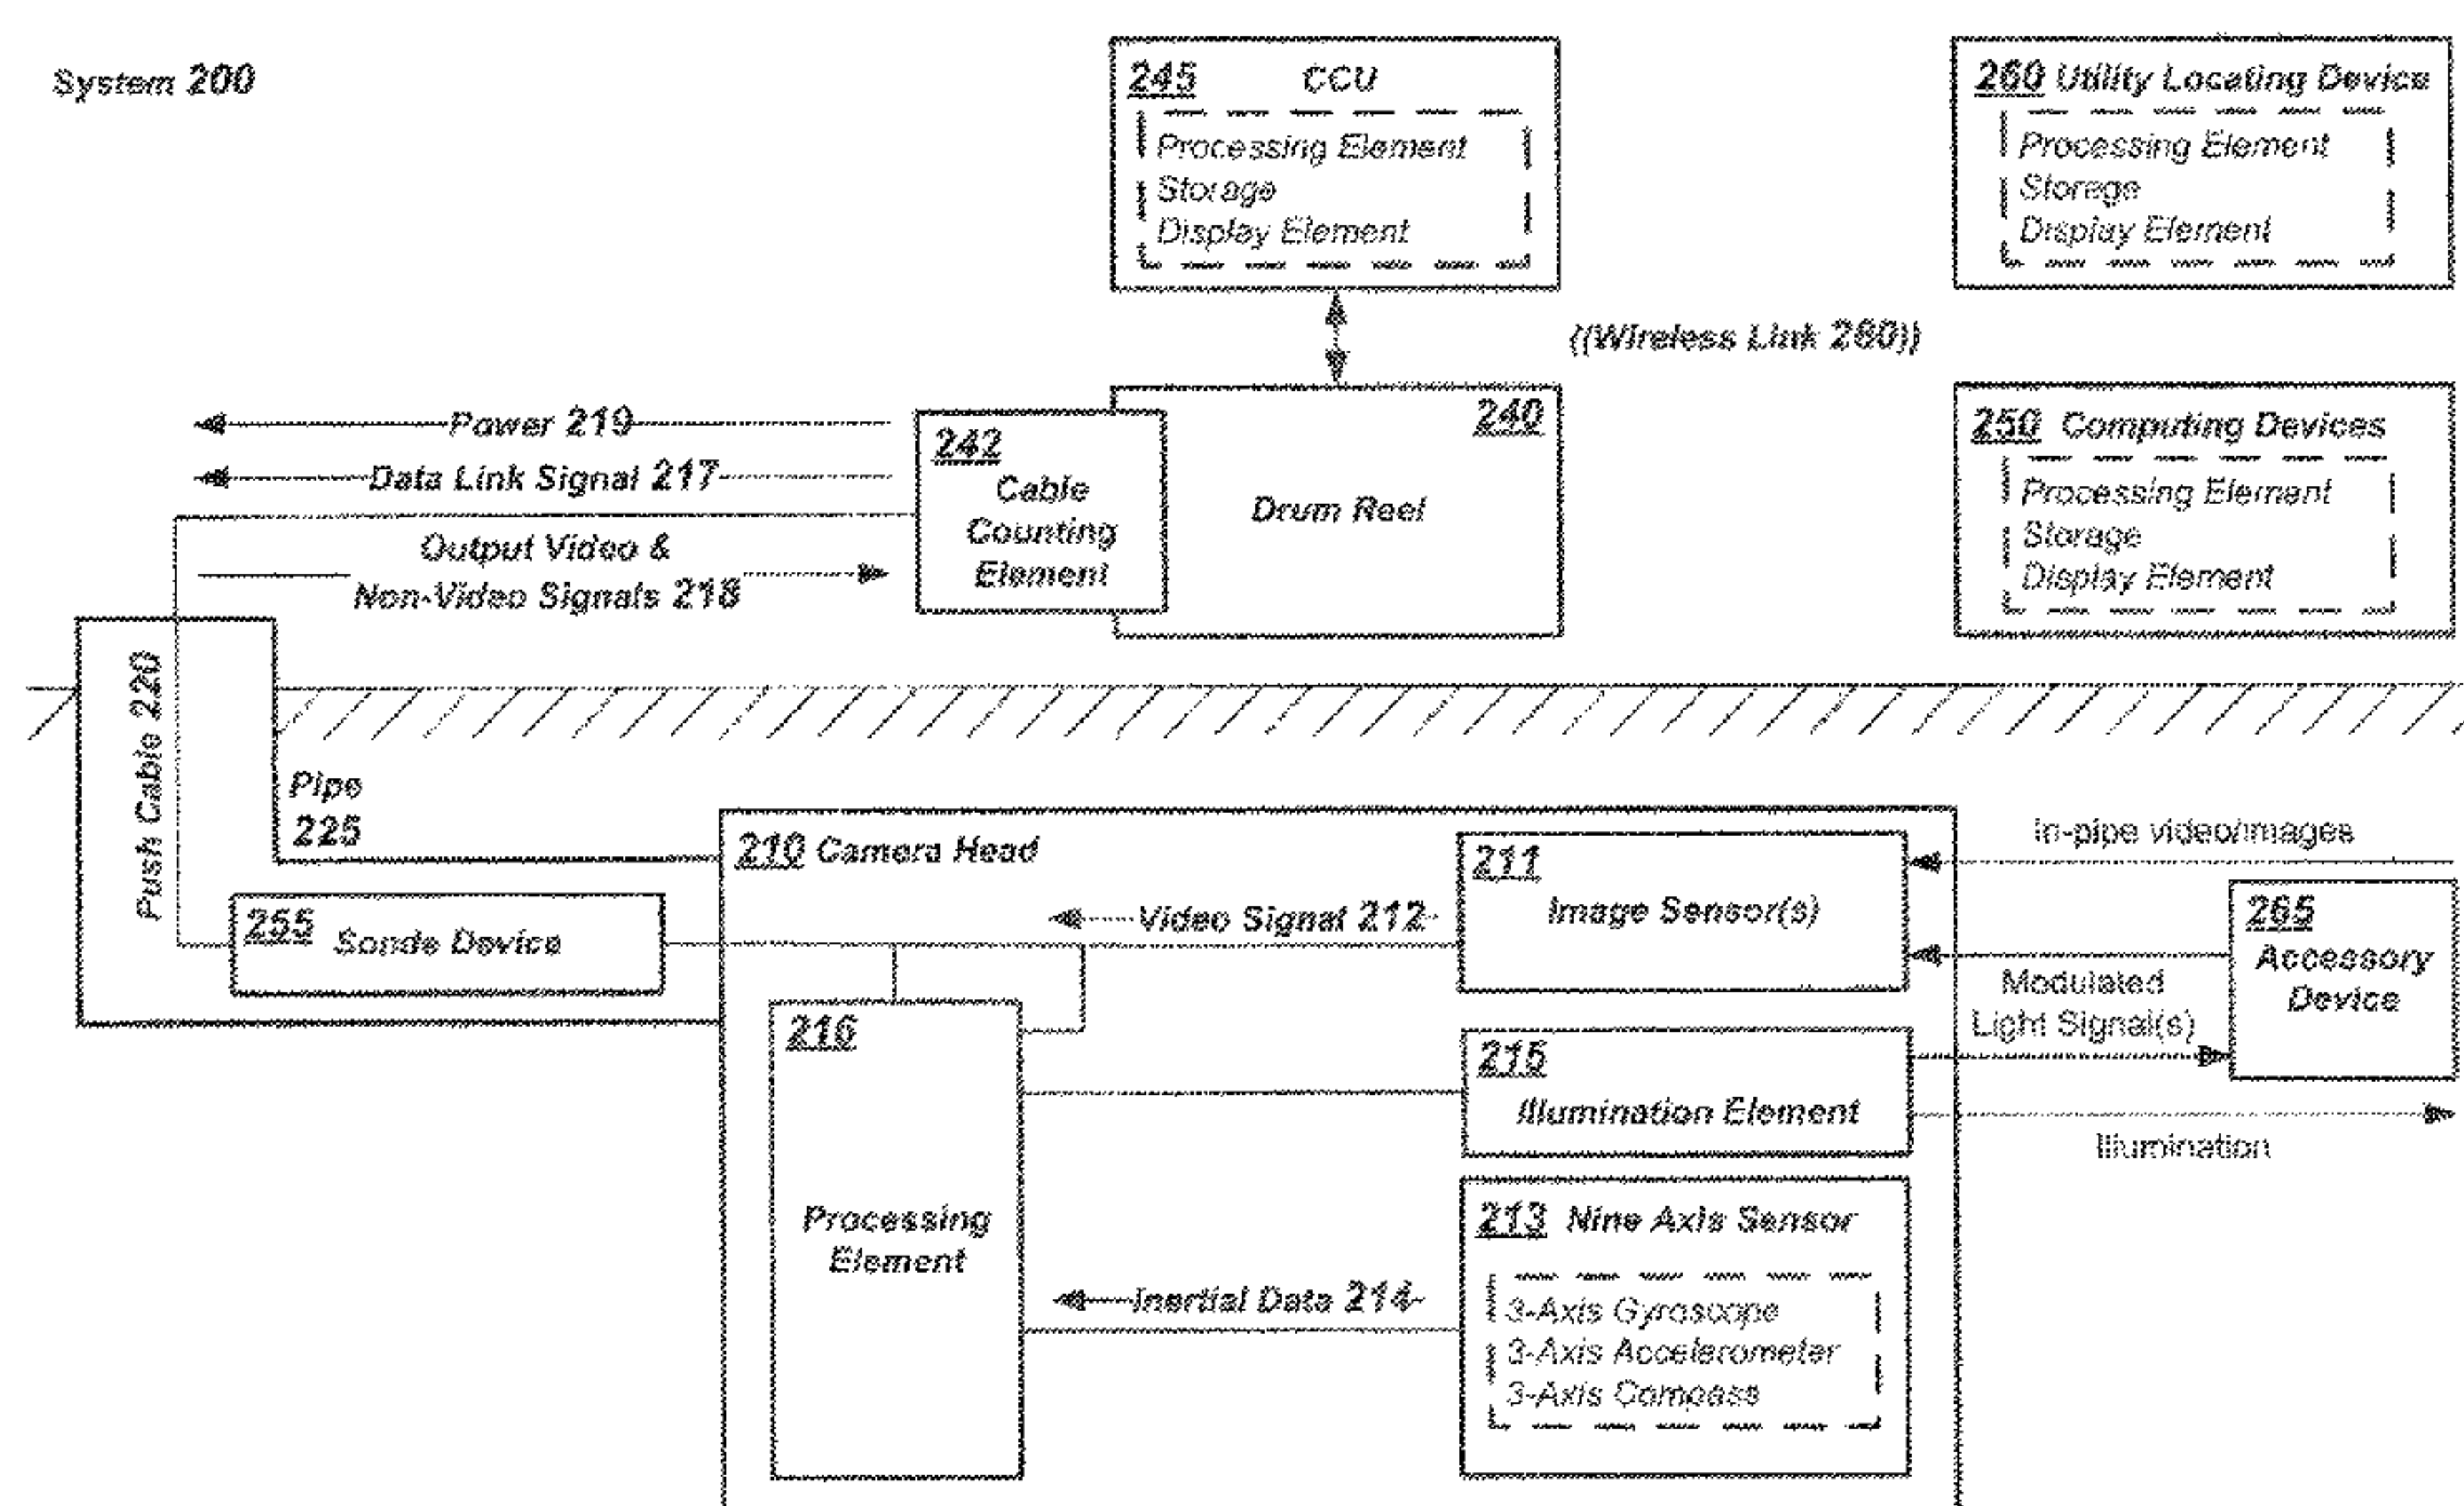 System 200
245 CCU
Processing Element
Storage
Display Element
260 Utility Locating Device
Processing Element
Storage
Display Element
((Wireless Link 280))
Power 219
Data Link Signal 217
Output Video &
Non-Video Signals 218
242
Cable
Counting
Element
240
Drum Reel
250 Computing Devices
Processing Element
Storage
Display Element
Push Cable 220
Pipe
225
255 Sonde Device
210 Camera Head
Video Signal 212
211
Image Sensor(s)
In-pipe video/images
265
Accessory
Device
Modulated
Light Signal(s)
216
Processing
Element
215
Illumination Element
Illumination
213 Nine Axis Sensor
3-Axis Gyroscope
3-Axis Accelerometer
3-Axis Compass
Inertial Data 214